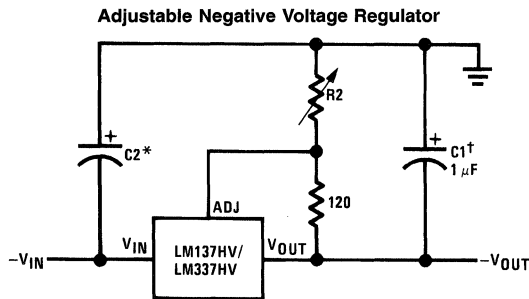 Adjustable Negative Voltage Regulator
R2
+
C2*
+
C1†
1 μF
ADJ
120
−VIN
VIN
LM137HV/
LM337HV
VOUT
−VOUT